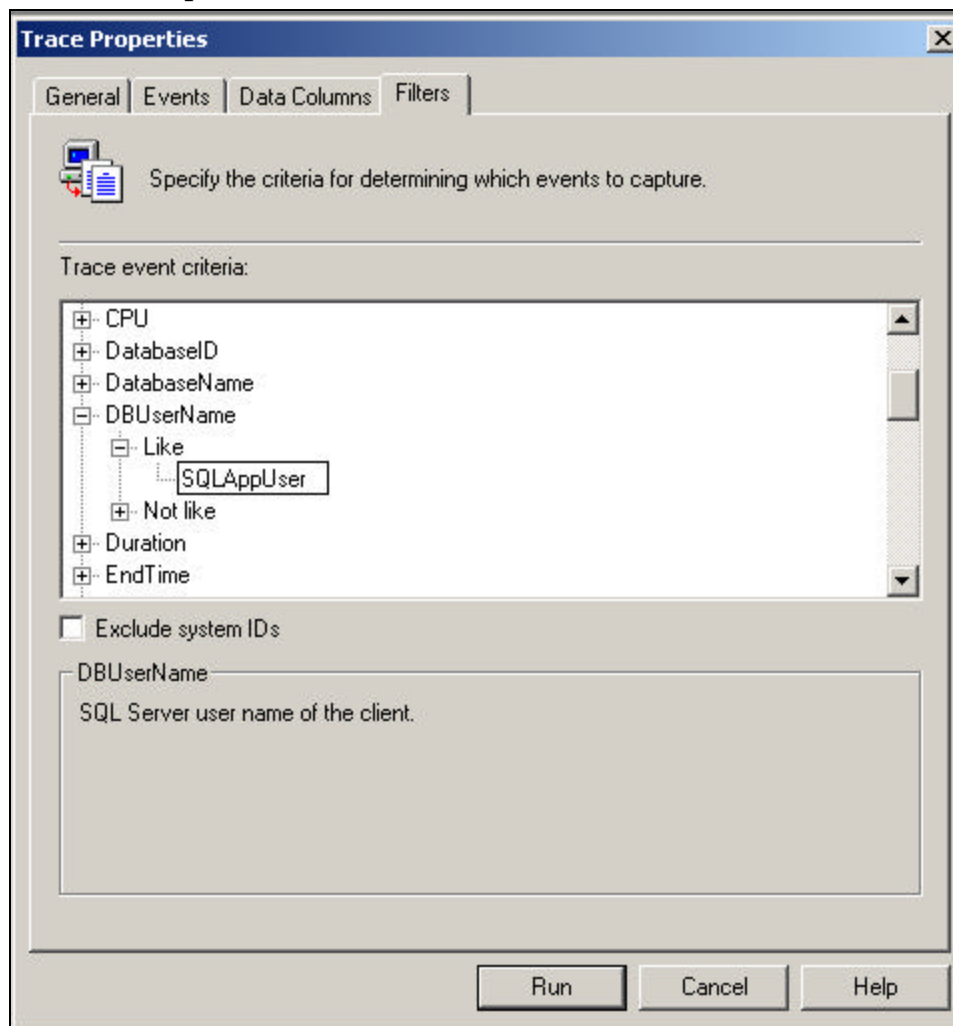 Trace Properties
General Events Data Columns Filters
Specify the criteria for determining which events to capture.
Trace event criteria:
CPU
DatabaseID
DatabaseName
DBUserName
Like
SQLAppUser
Not like
Duration
EndTime
Exclude system IDs
DBUserName
SQL Server user name of the client.
Run Cancel Help